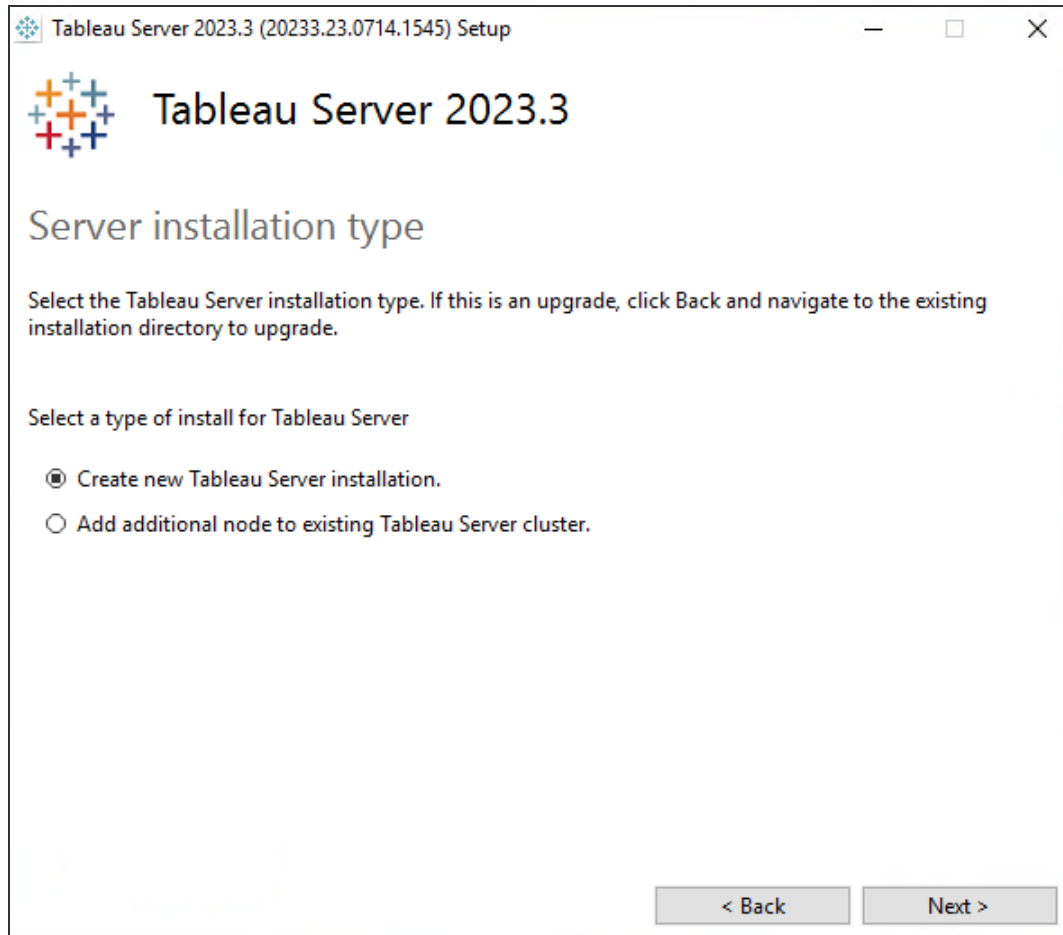 Tableau Server 2023.3 (20233.23.0714.1545) Setup
Tableau Server 2023.3
Server installation type
Select the Tableau Server installation type. If this is an upgrade, click Back and navigate to the existing
installation directory to upgrade.
Select a type of install for Tableau Server
Create new Tableau Server installation.
Add additional node to existing Tableau Server cluster.
< Back
Next >